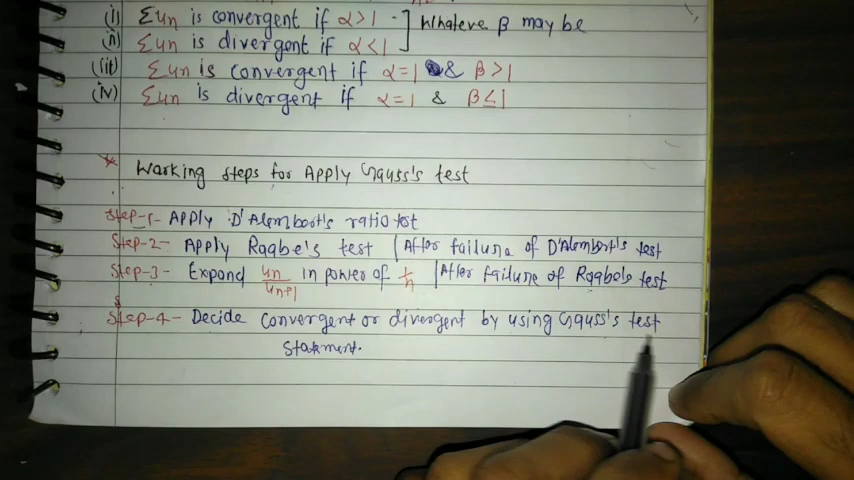 (i) Σun is convergent if α>1
(ii) Σun is divergent if α<1 ] Whateve β may be
(iii) Σun is convergent if α=1 & β>1
(iv) Σun is divergent if α=1 & β≤1
* Working steps for Apply Gauss's test
Step-1- Apply D'Alembert's ratio test
Step-2- Apply Raabe's test (After failure of D'Alembert's test
Step-3- Expand un/un+1 in power of 1/n (After failure of Raabe's test
Step-4- Decide convergent or divergent by using Gauss's test
Statment.